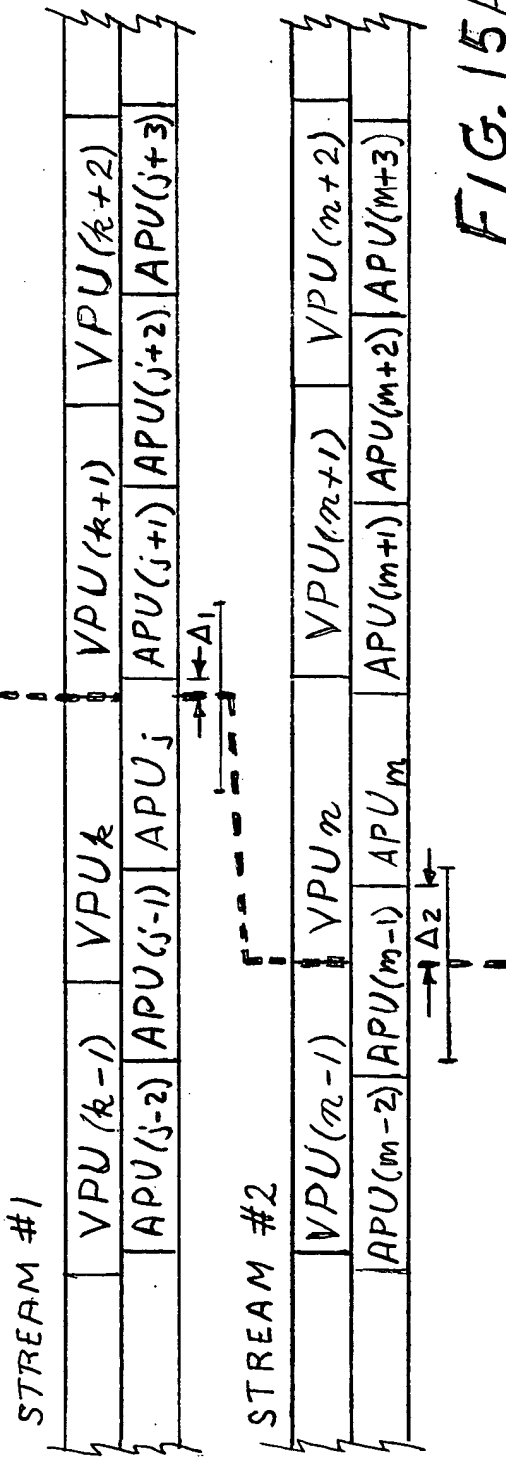 STREAM #1
VPU(k-1) VPUk VPU(k+1) VPU(k+2)
APU(j-2) APU(j-1) APUj APU(j+1) APU(j+2) APU(j+3)
Δ1
STREAM #2
VPU(n-1) VPUn VPU(n+1) VPU(n+2)
APU(m-2) APU(m-1) APUm APU(m+1) APU(m+2) APU(m+3)
Δ2
FIG. 15A